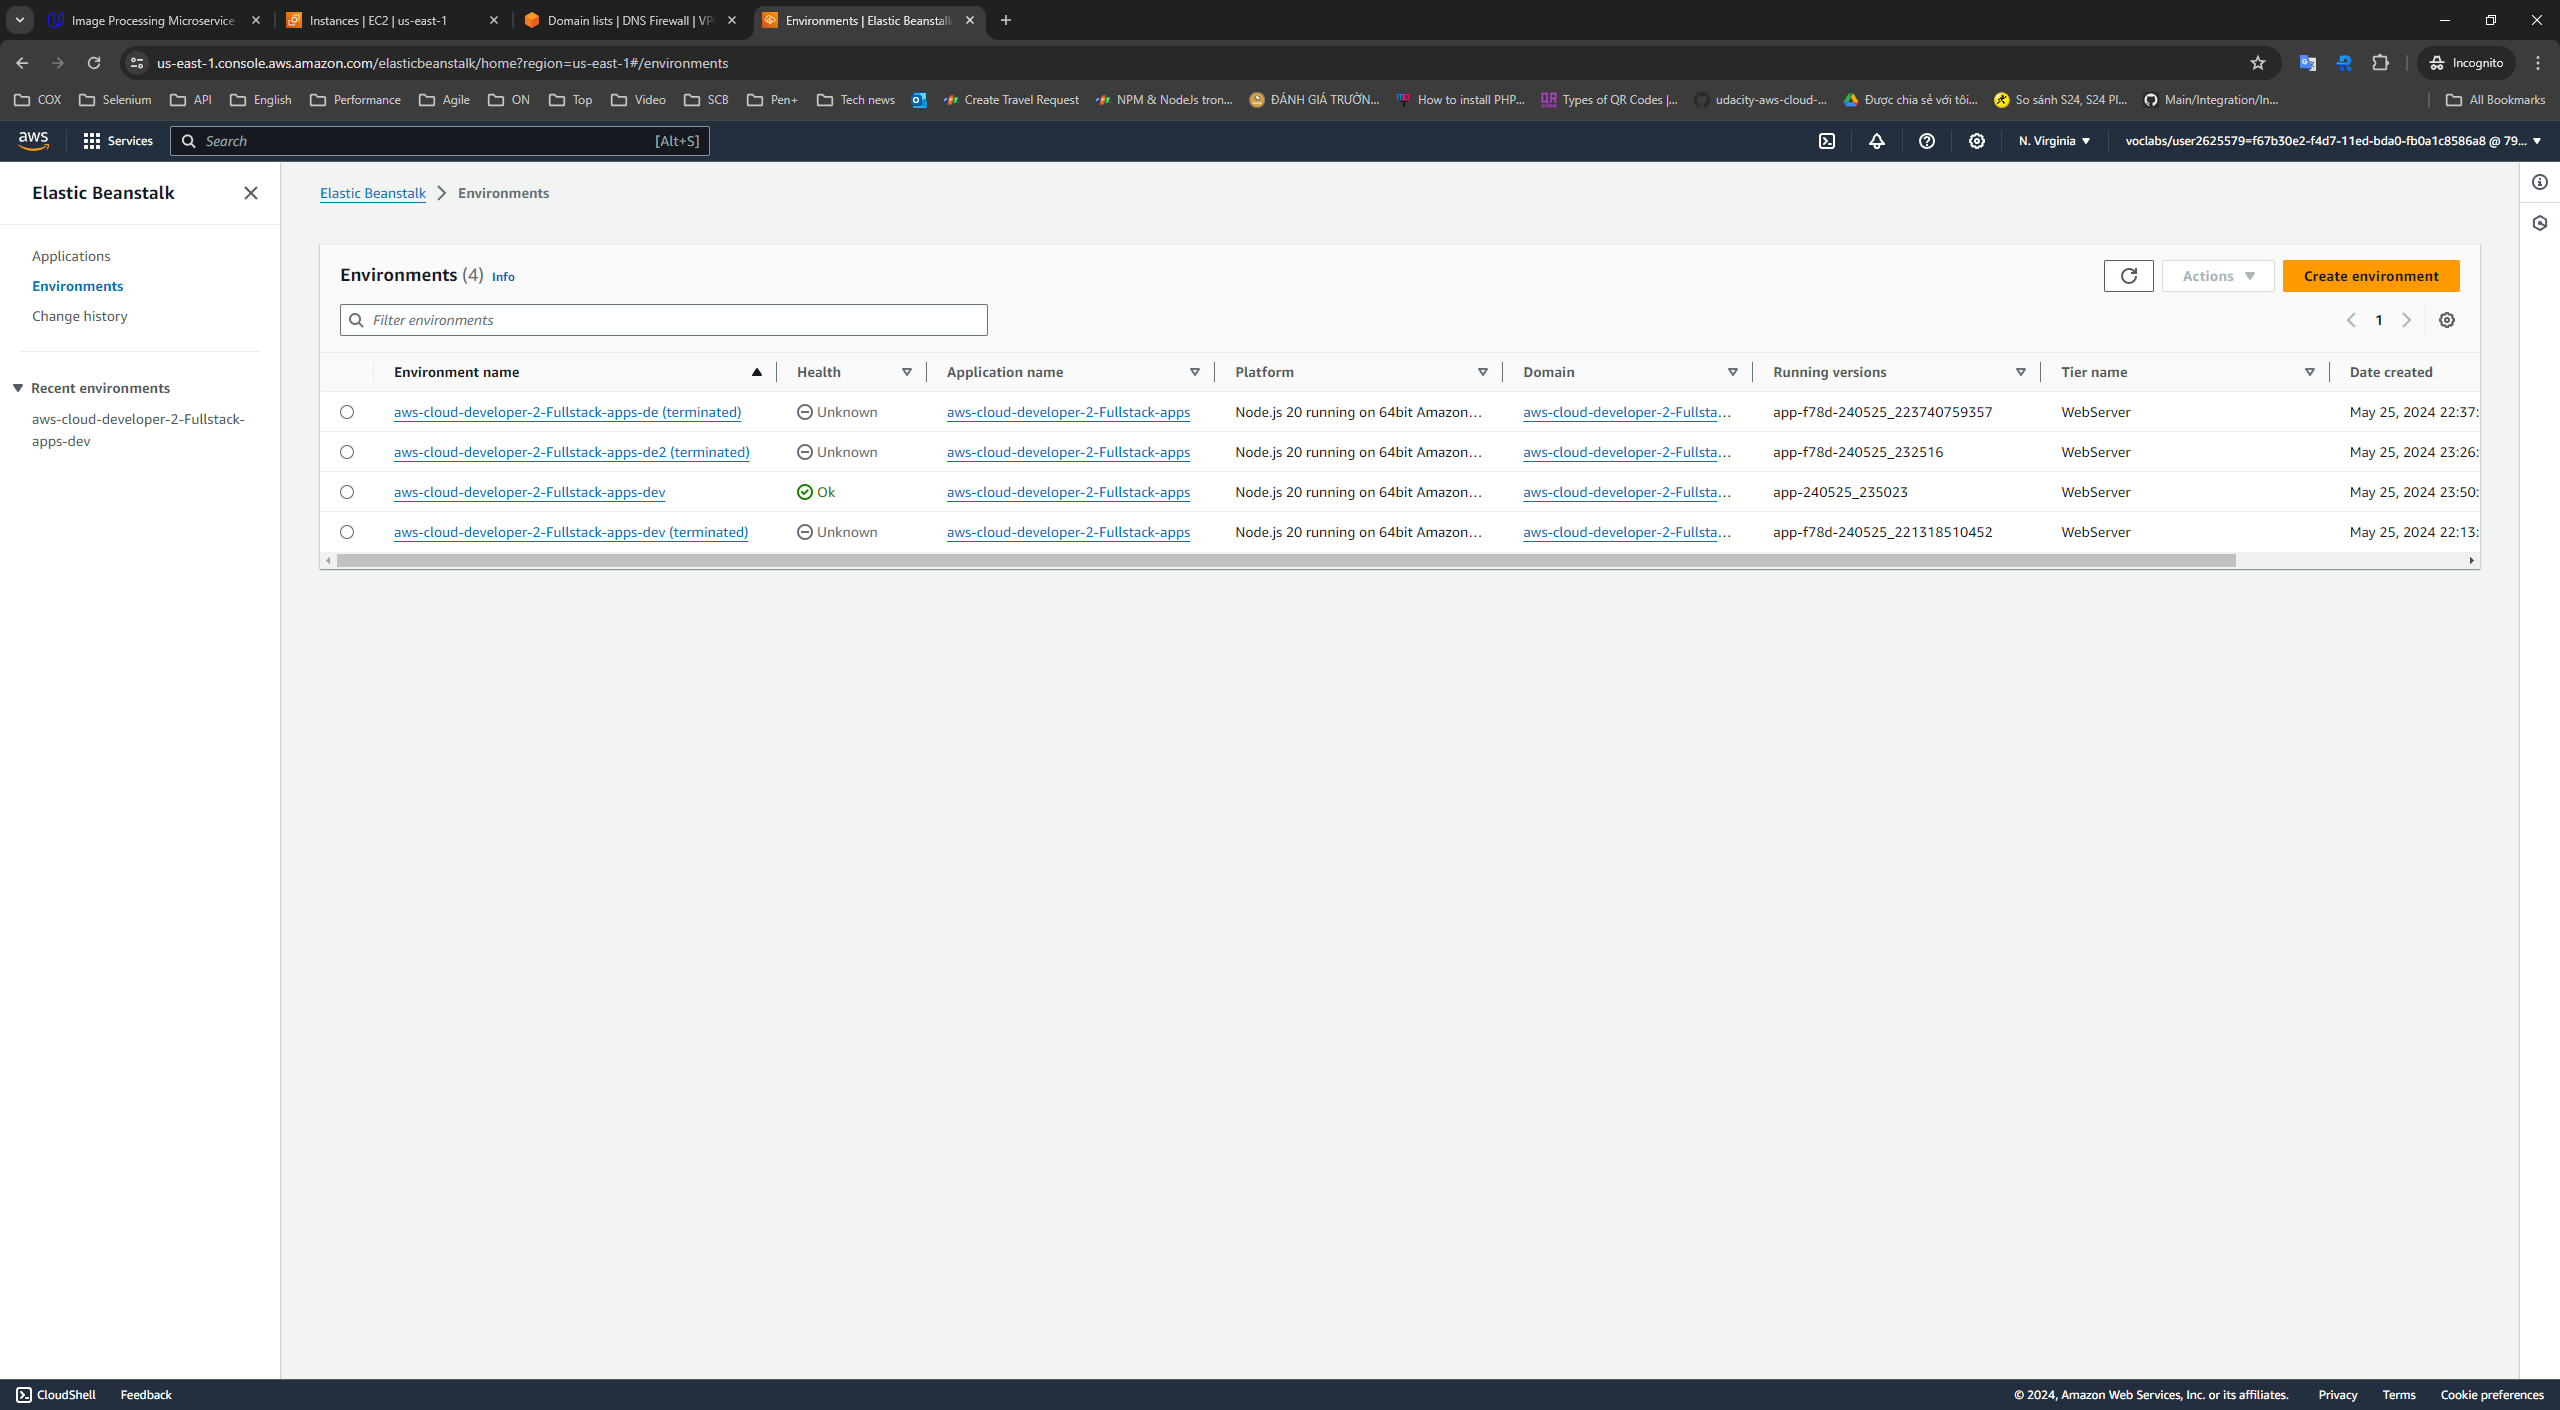 Image Processing Microservice
Instances | EC2 | us-east-1
Domain lists | DNS Firewall | VP
Environments | Elastic Beanstalk
us-east-1.console.aws.amazon.com/elasticbeanstalk/home?region=us-east-1#/environments
Incognito
COX
Selenium
API
English
Performance
Agile
ON
Top
Video
SCB
Pen+
Tech news
Create Travel Request
NPM & NodeJs tron...
ĐÁNH GIÁ TRƯỜN...
How to install PHP...
Types of QR Codes |...
udacity-aws-cloud-...
Được chia sẻ với tôi...
So sánh S24, S24 Pl...
Main/Integration/In...
All Bookmarks
aws
Services
Search
[Alt+S]
N. Virginia
voclabs/user2625579=f67b30e2-f4d7-11ed-bda0-fb0a1c8586a8 @ 79...
Elastic Beanstalk
Applications
Environments
Change history
Recent environments
aws-cloud-developer-2-Fullstack-
apps-dev
Elastic Beanstalk > Environments
Environments (4) Info
Actions
Create environment
Filter environments
1
Environment name Health Application name Platform Domain Running versions Tier name Date created
aws-cloud-developer-2-Fullstack-apps-de (terminated) Unknown aws-cloud-developer-2-Fullstack-apps Node.js 20 running on 64bit Amazon... aws-cloud-developer-2-Fullsta... app-f78d-240525_223740759357 WebServer May 25, 2024 22:37:
aws-cloud-developer-2-Fullstack-apps-de2 (terminated) Unknown aws-cloud-developer-2-Fullstack-apps Node.js 20 running on 64bit Amazon... aws-cloud-developer-2-Fullsta... app-f78d-240525_232516 WebServer May 25, 2024 23:26:
aws-cloud-developer-2-Fullstack-apps-dev Ok aws-cloud-developer-2-Fullstack-apps Node.js 20 running on 64bit Amazon... aws-cloud-developer-2-Fullsta... app-240525_235023 WebServer May 25, 2024 23:50:
aws-cloud-developer-2-Fullstack-apps-dev (terminated) Unknown aws-cloud-developer-2-Fullstack-apps Node.js 20 running on 64bit Amazon... aws-cloud-developer-2-Fullsta... app-f78d-240525_221318510452 WebServer May 25, 2024 22:13:
CloudShell
Feedback
© 2024, Amazon Web Services, Inc. or its affiliates.
Privacy
Terms
Cookie preferences